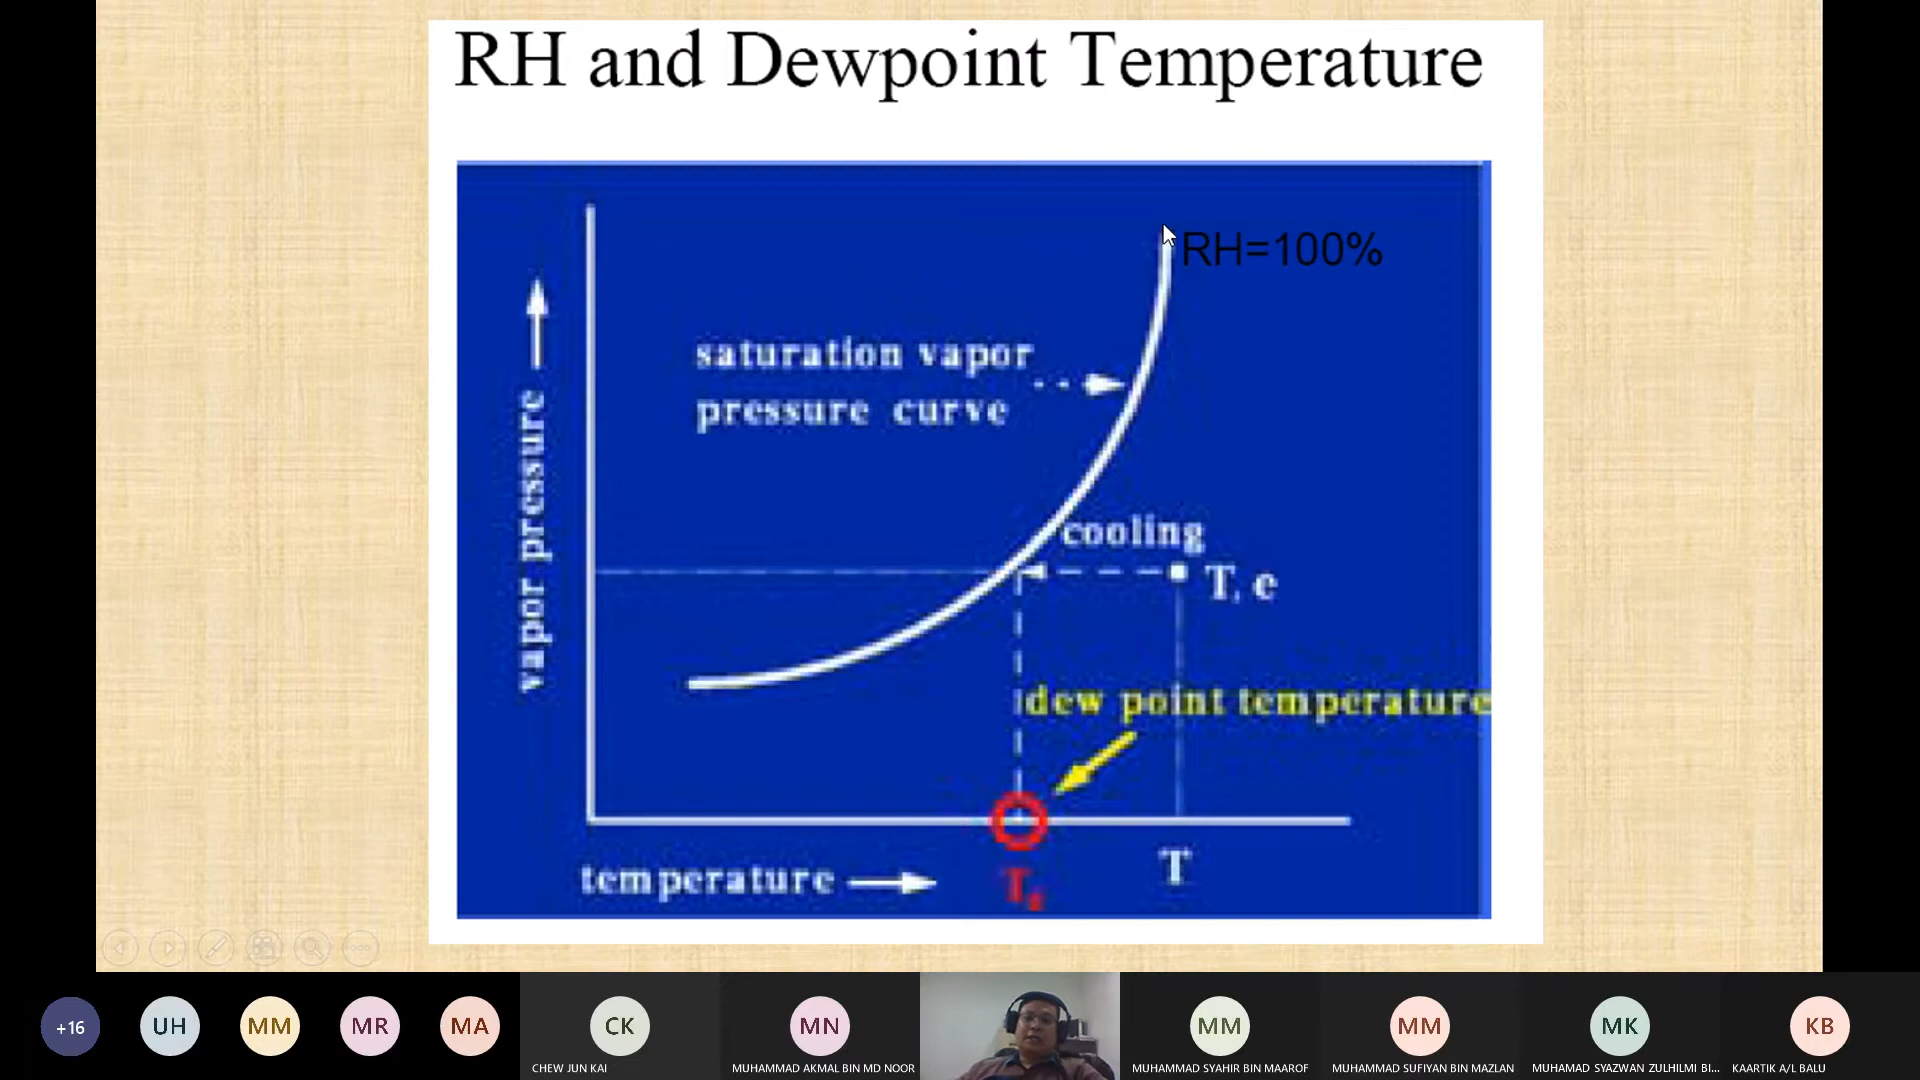 RH and Dewpoint Temperature
RH=100%
saturation vapor
pressure curve
vapor pressure
cooling
T, e
dew point temperature
temperature
T
+16
UH
MM
MR
MA
CK
MN
MM
MM
MK
KB
CHEW JUN KAI
MUHAMMAD AKMAL BIN MD NOOR
MUHAMMAD SYAHIR BIN MAAROF
MUHAMMAD SUFIYAN BIN MAZLAN
MUHAMAD SYAZWAN ZULHILMI BI...
KAARTIK A/L BALU